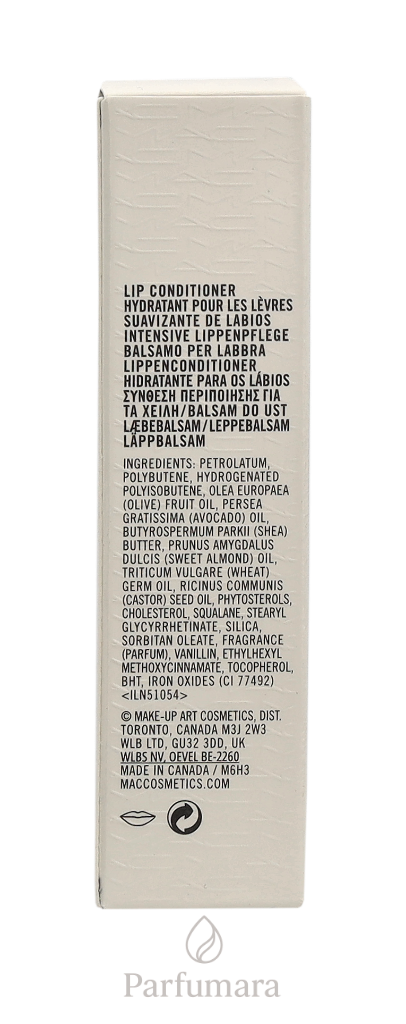 LIP CONDITIONER
HYDRATANT POUR LES LÈVRES
SUAVIZANTE DE LABIOS
INTENSIVE LIPPENPFLEGE
BALSAMO PER LABBRA
LIPPENCONDITIONER
HIDRATANTE PARA OS LÁBIOS
ΣΥΝΘΕΣΗ ΠΕΡΙΠΟΙΗΣΗΣ ΓΙΑ
ΤΑ ΧΕΙΛΗ/BALSAM DO UST
LÆBEBALSAM/LEPPEBALSAM
LÄPPBALSAM
INGREDIENTS: PETROLATUM,
POLYBUTENE, HYDROGENATED
POLYISOBUTENE, OLEA EUROPAEA
(OLIVE) FRUIT OIL, PERSEA
GRATISSIMA (AVOCADO) OIL,
BUTYROSPERMUM PARKII (SHEA)
BUTTER, PRUNUS AMYGDALUS
DULCIS (SWEET ALMOND) OIL,
TRITICUM VULGARE (WHEAT)
GERM OIL, RICINUS COMMUNIS
(CASTOR) SEED OIL, PHYTOSTEROLS,
CHOLESTEROL, SQUALANE, STEARYL
GLYCYRRHETINATE, SILICA,
SORBITAN OLEATE, FRAGRANCE
(PARFUM), VANILLIN, ETHYLHEXYL
METHOXYCINNAMATE, TOCOPHEROL,
BHT, IRON OXIDES (CI 77492)
<ILN51054>
© MAKE-UP ART COSMETICS, DIST.
TORONTO, CANADA M3J 2W3
WLB LTD, GU32 3DD, UK
WLBS NV, OEVEL BE-2260
MADE IN CANADA / M6H3
MACCOSMETICS.COM
Parfumara